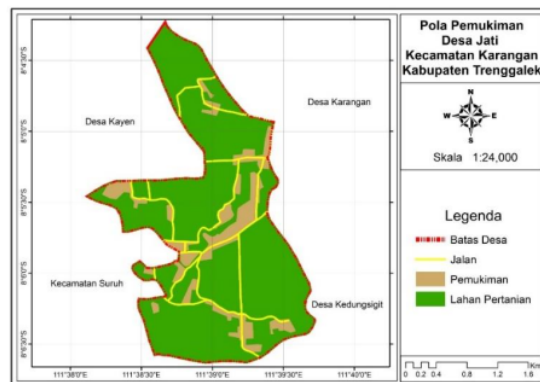 Pola Pemukiman
Desa Jati
Kecamatan Karangan
Kabupaten Trenggalek
N
W E
S
Skala 1:24,000
Legenda
Batas Desa
Jalan
Pemukiman
Lahan Pertanian
0 0.2 0.4 0.8 1.2 1.6
Km
Desa Karangan
Desa Kayen
Kecamatan Suruh
Desa Kedungsigit
8°4'30"S
8°5'0"S
8°5'30"S
8°6'0"S
8°6'30"S
111°38'0"E
111°38'30"E
111°39'30"E
111°40'0"E